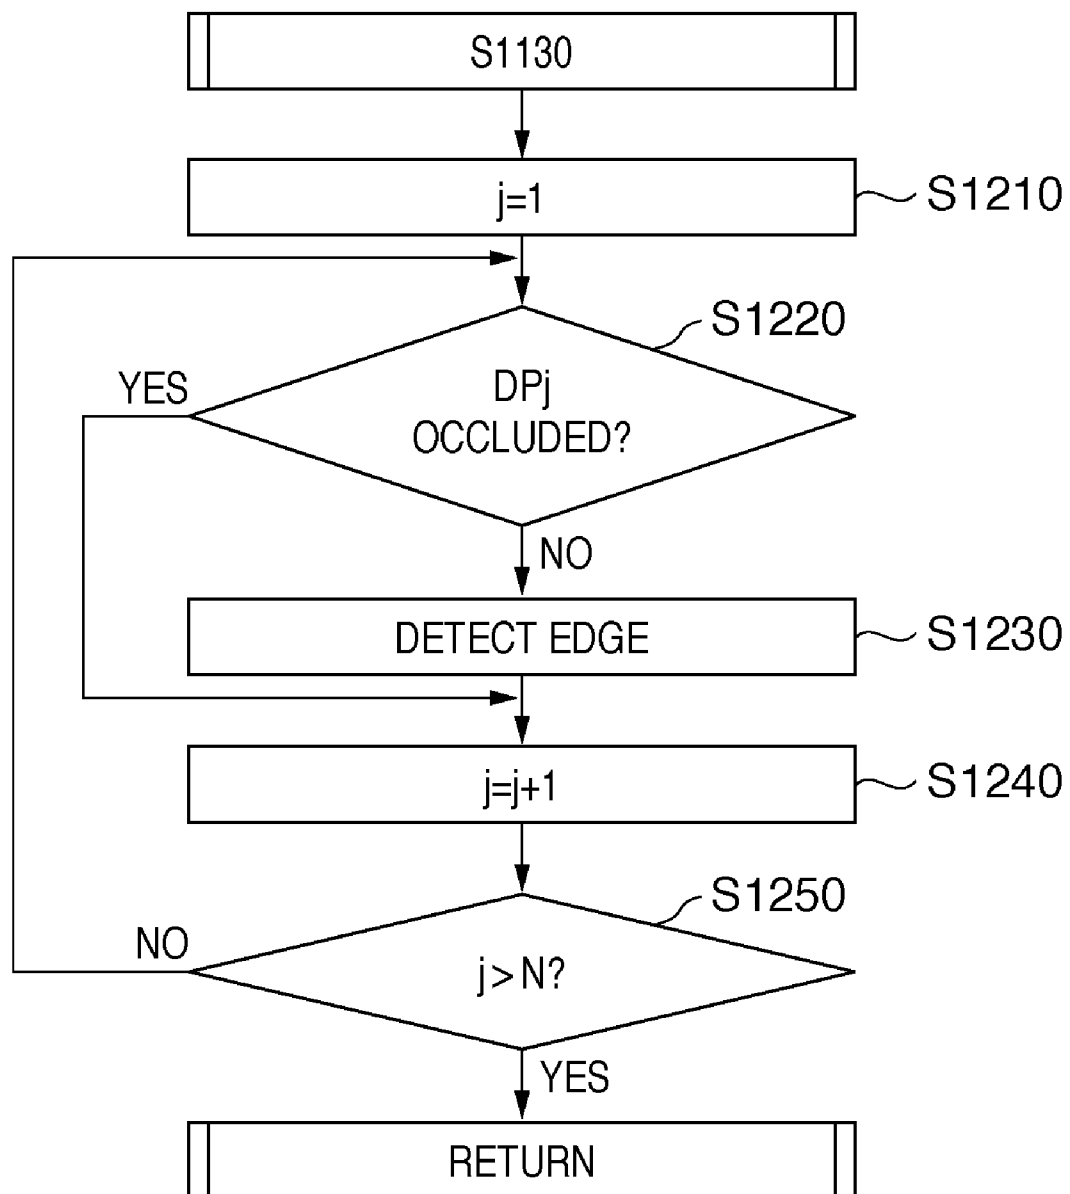 S1130
j=1
S1210
S1220
YES
DPj
OCCLUDED?
NO
DETECT EDGE
S1230
j=j+1
S1240
S1250
NO
j > N?
YES
RETURN